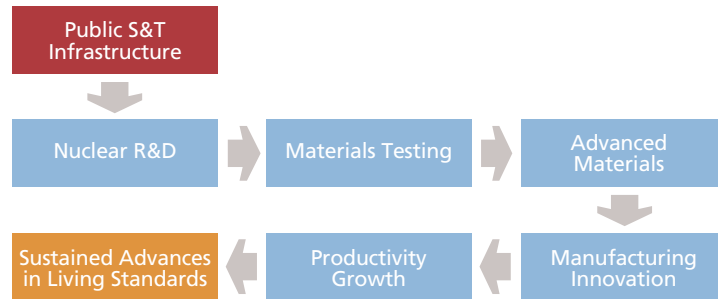 Public S&T
Infrastructure
Nuclear R&D
Materials Testing
Advanced
Materials
Manufacturing
Innovation
Productivity
Growth
Sustained Advances
in Living Standards